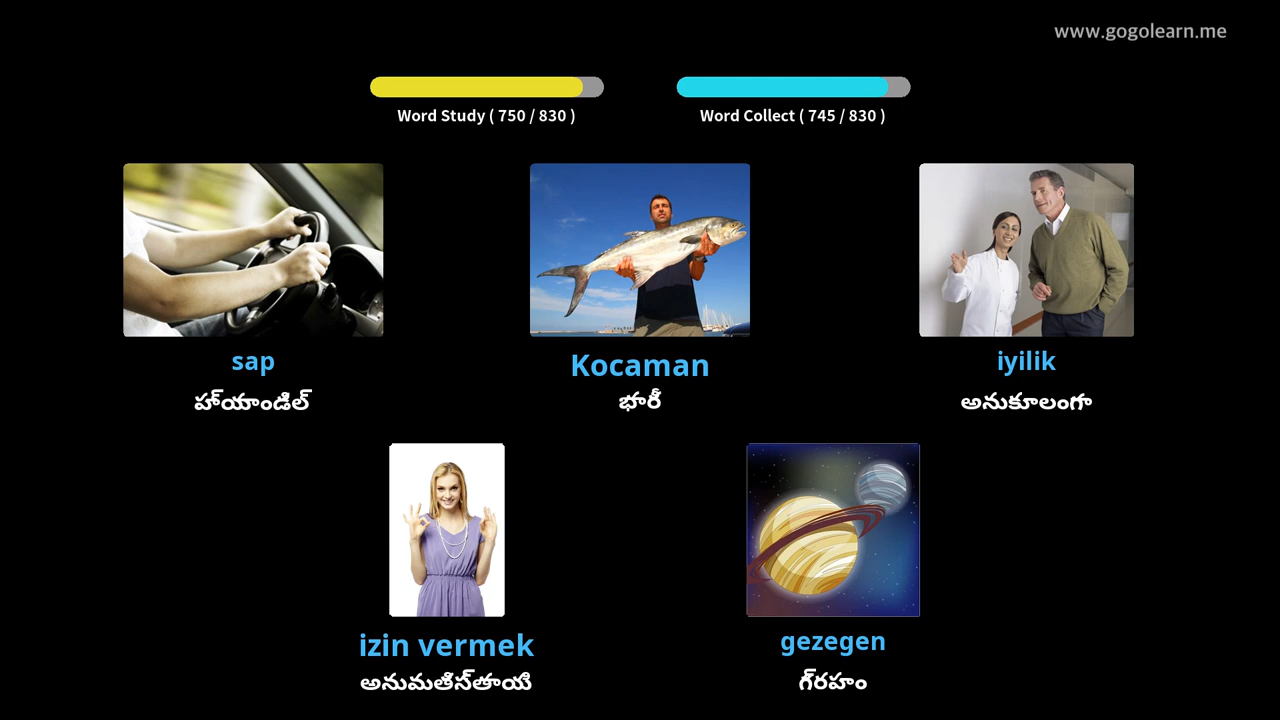 www.gogolearn.me
Word Study ( 750 / 830 )
Word Collect ( 745 / 830 )
sap
Kocaman
iyilik
హ్యాండిల్
భారీ
అనుకూలంగా
izin vermek
gezegen
అనుమతిస్తాయి
గ్రహం